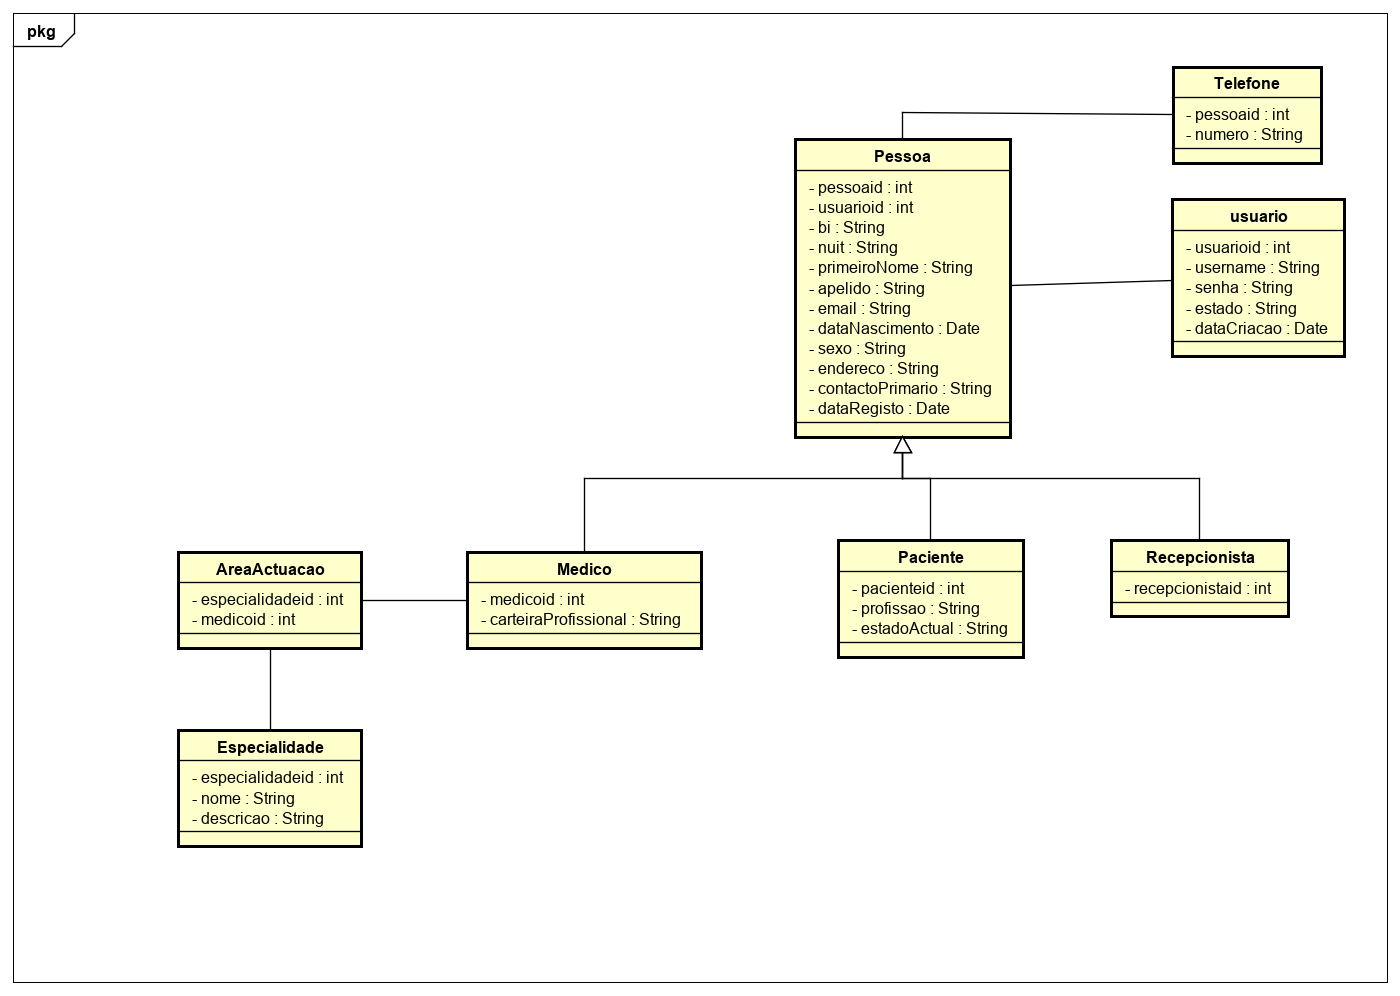 pkg
Telefone
- pessoaid : int
- numero : String
Pessoa
- pessoaid : int
- usuarioid : int
- bi : String
- nuit : String
- primeiroNome : String
- apelido : String
- email : String
- dataNascimento : Date
- sexo : String
- endereco : String
- contactoPrimario : String
- dataRegisto : Date
usuario
- usuarioid : int
- username : String
- senha : String
- estado : String
- dataCriacao : Date
AreaActuacao
- especialidadeid : int
- medicoid : int
Medico
- medicoid : int
- carteiraProfissional : String
Paciente
- pacienteid : int
- profissao : String
- estadoActual : String
Recepcionista
- recepcionistaid : int
Especialidade
- especialidadeid : int
- nome : String
- descricao : String